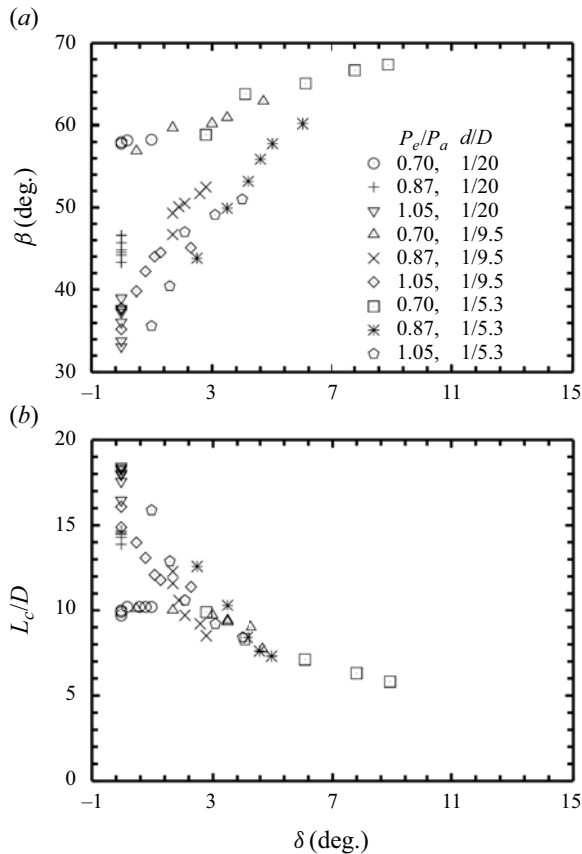 (a)
70
60
50
40
30
β (deg.)
P_e/P_a d/D
0.70, 1/20
0.87, 1/20
1.05, 1/20
0.70, 1/9.5
0.87, 1/9.5
1.05, 1/9.5
0.70, 1/5.3
0.87, 1/5.3
1.05, 1/5.3
–1 3 7 11 15
(b)
20
15
10
5
0
L_c/D
–1 3 7 11 15
δ (deg.)